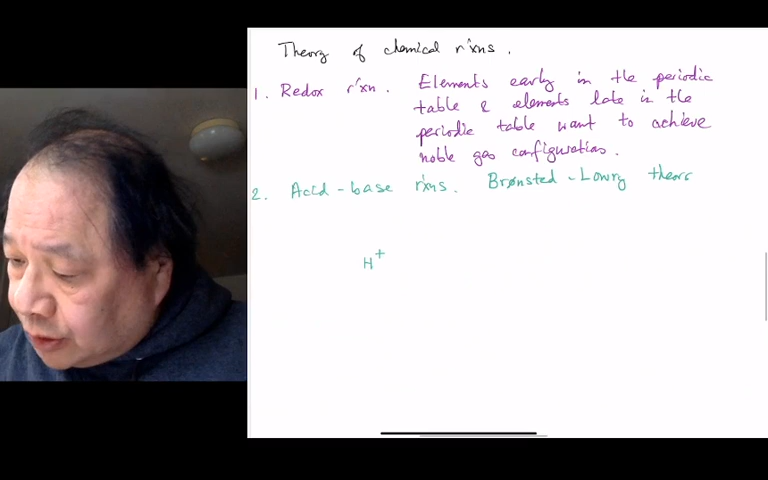 Theory of chemical r'xns.
1. Redox r'xn. Elements early in the periodic
table & elements late in the
periodic table want to achieve
noble gas configurations.
2. Acid-base r'xns. Brønsted-Lowry theory
H+